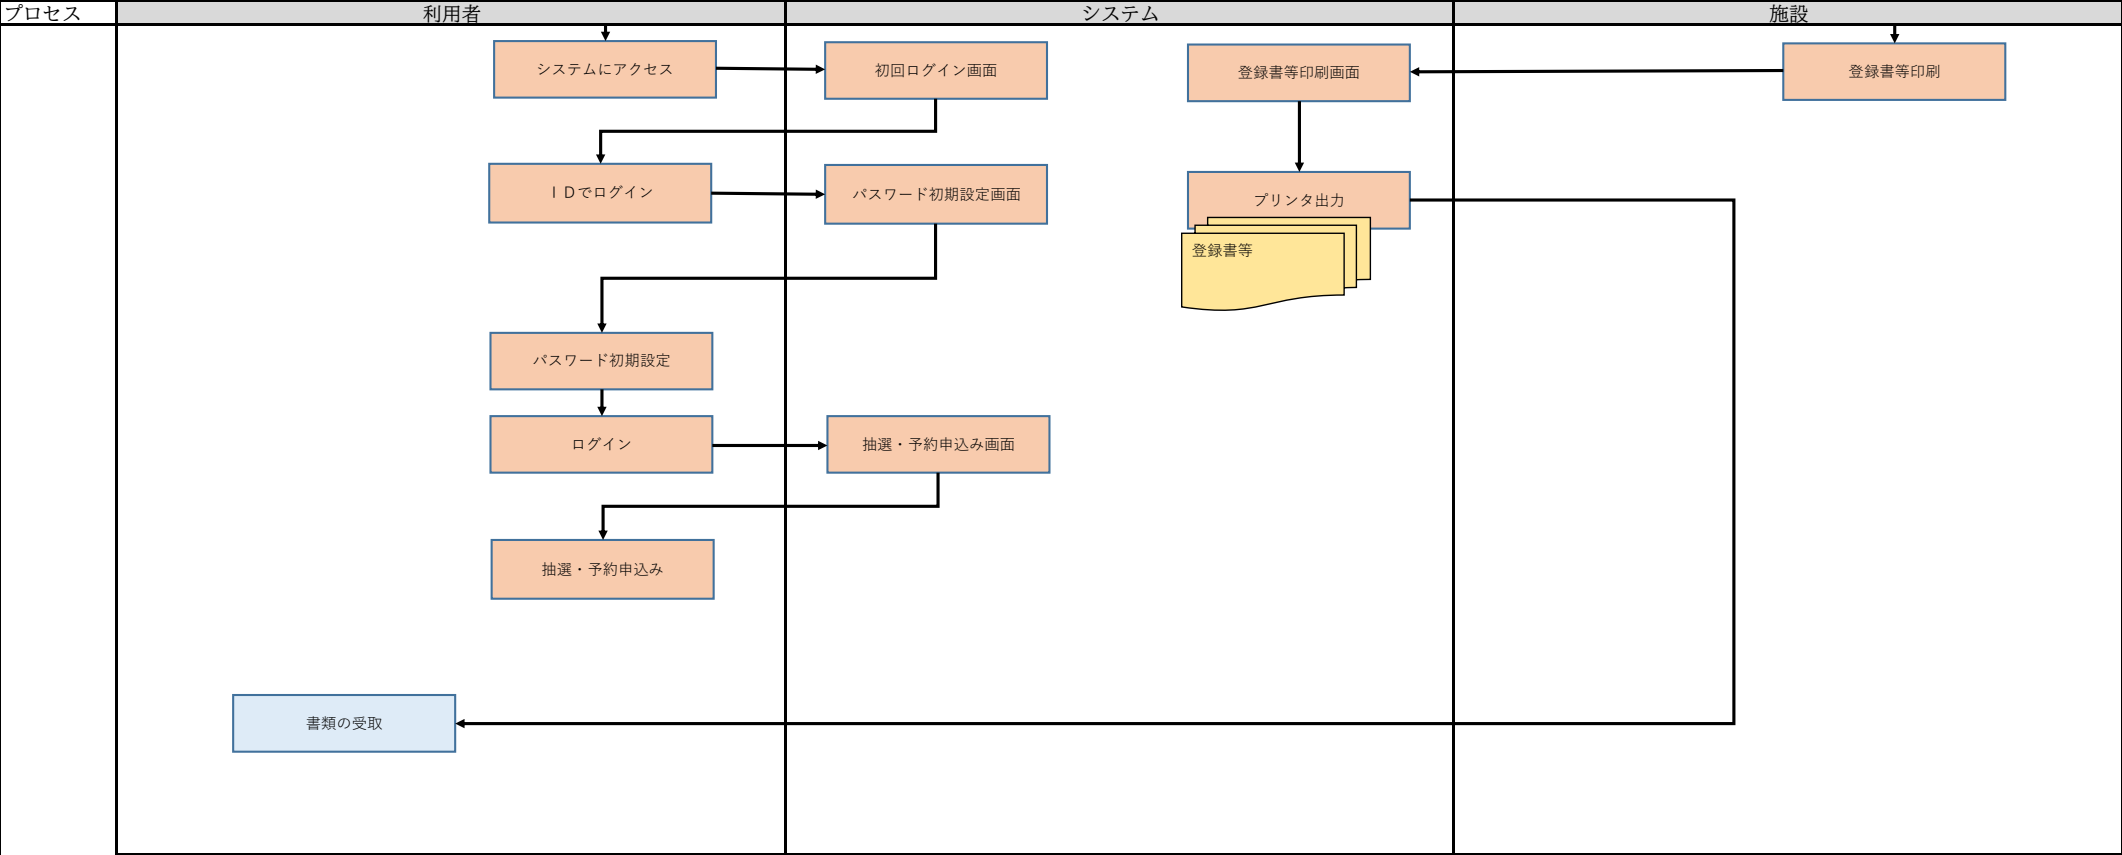 プロセス
利用者
システム
施設
システムにアクセス
初回ログイン画面
登録書等印刷画面
登録書等印刷
ＩＤでログイン
パスワード初期設定画面
プリンタ出力
登録書等
パスワード初期設定
ログイン
抽選・予約申込み画面
抽選・予約申込み
書類の受取